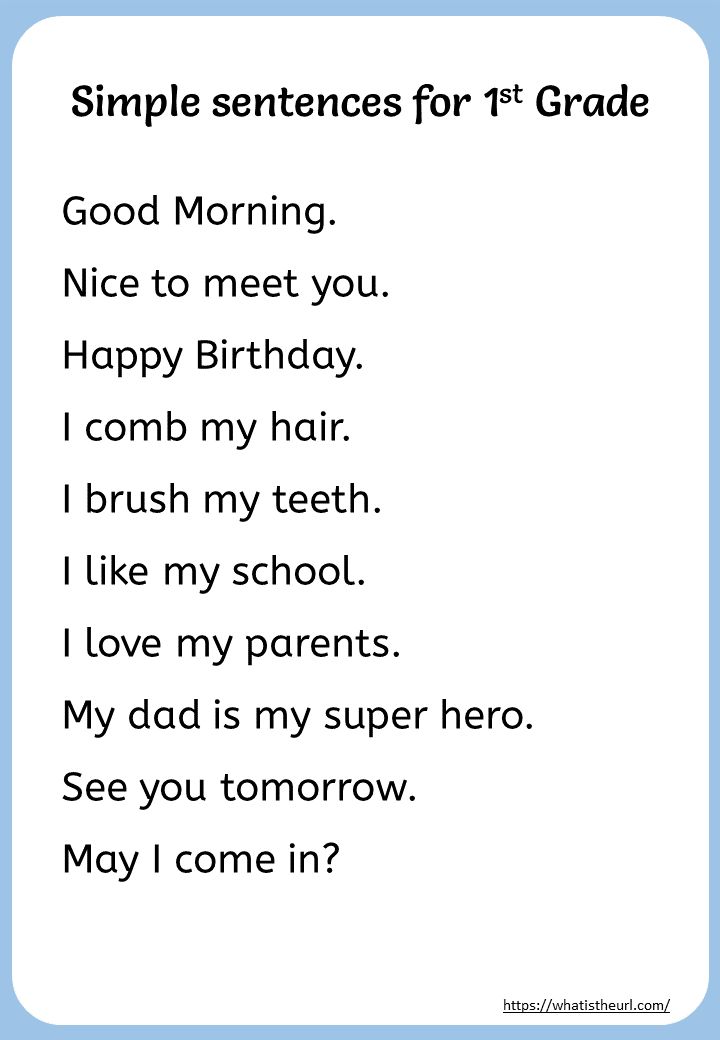 Simple sentences for 1st Grade
Good Morning.
Nice to meet you.
Happy Birthday.
I comb my hair.
I brush my teeth.
I like my school.
I love my parents.
My dad is my super hero.
See you tomorrow.
May I come in?
https://whatistheurl.com/